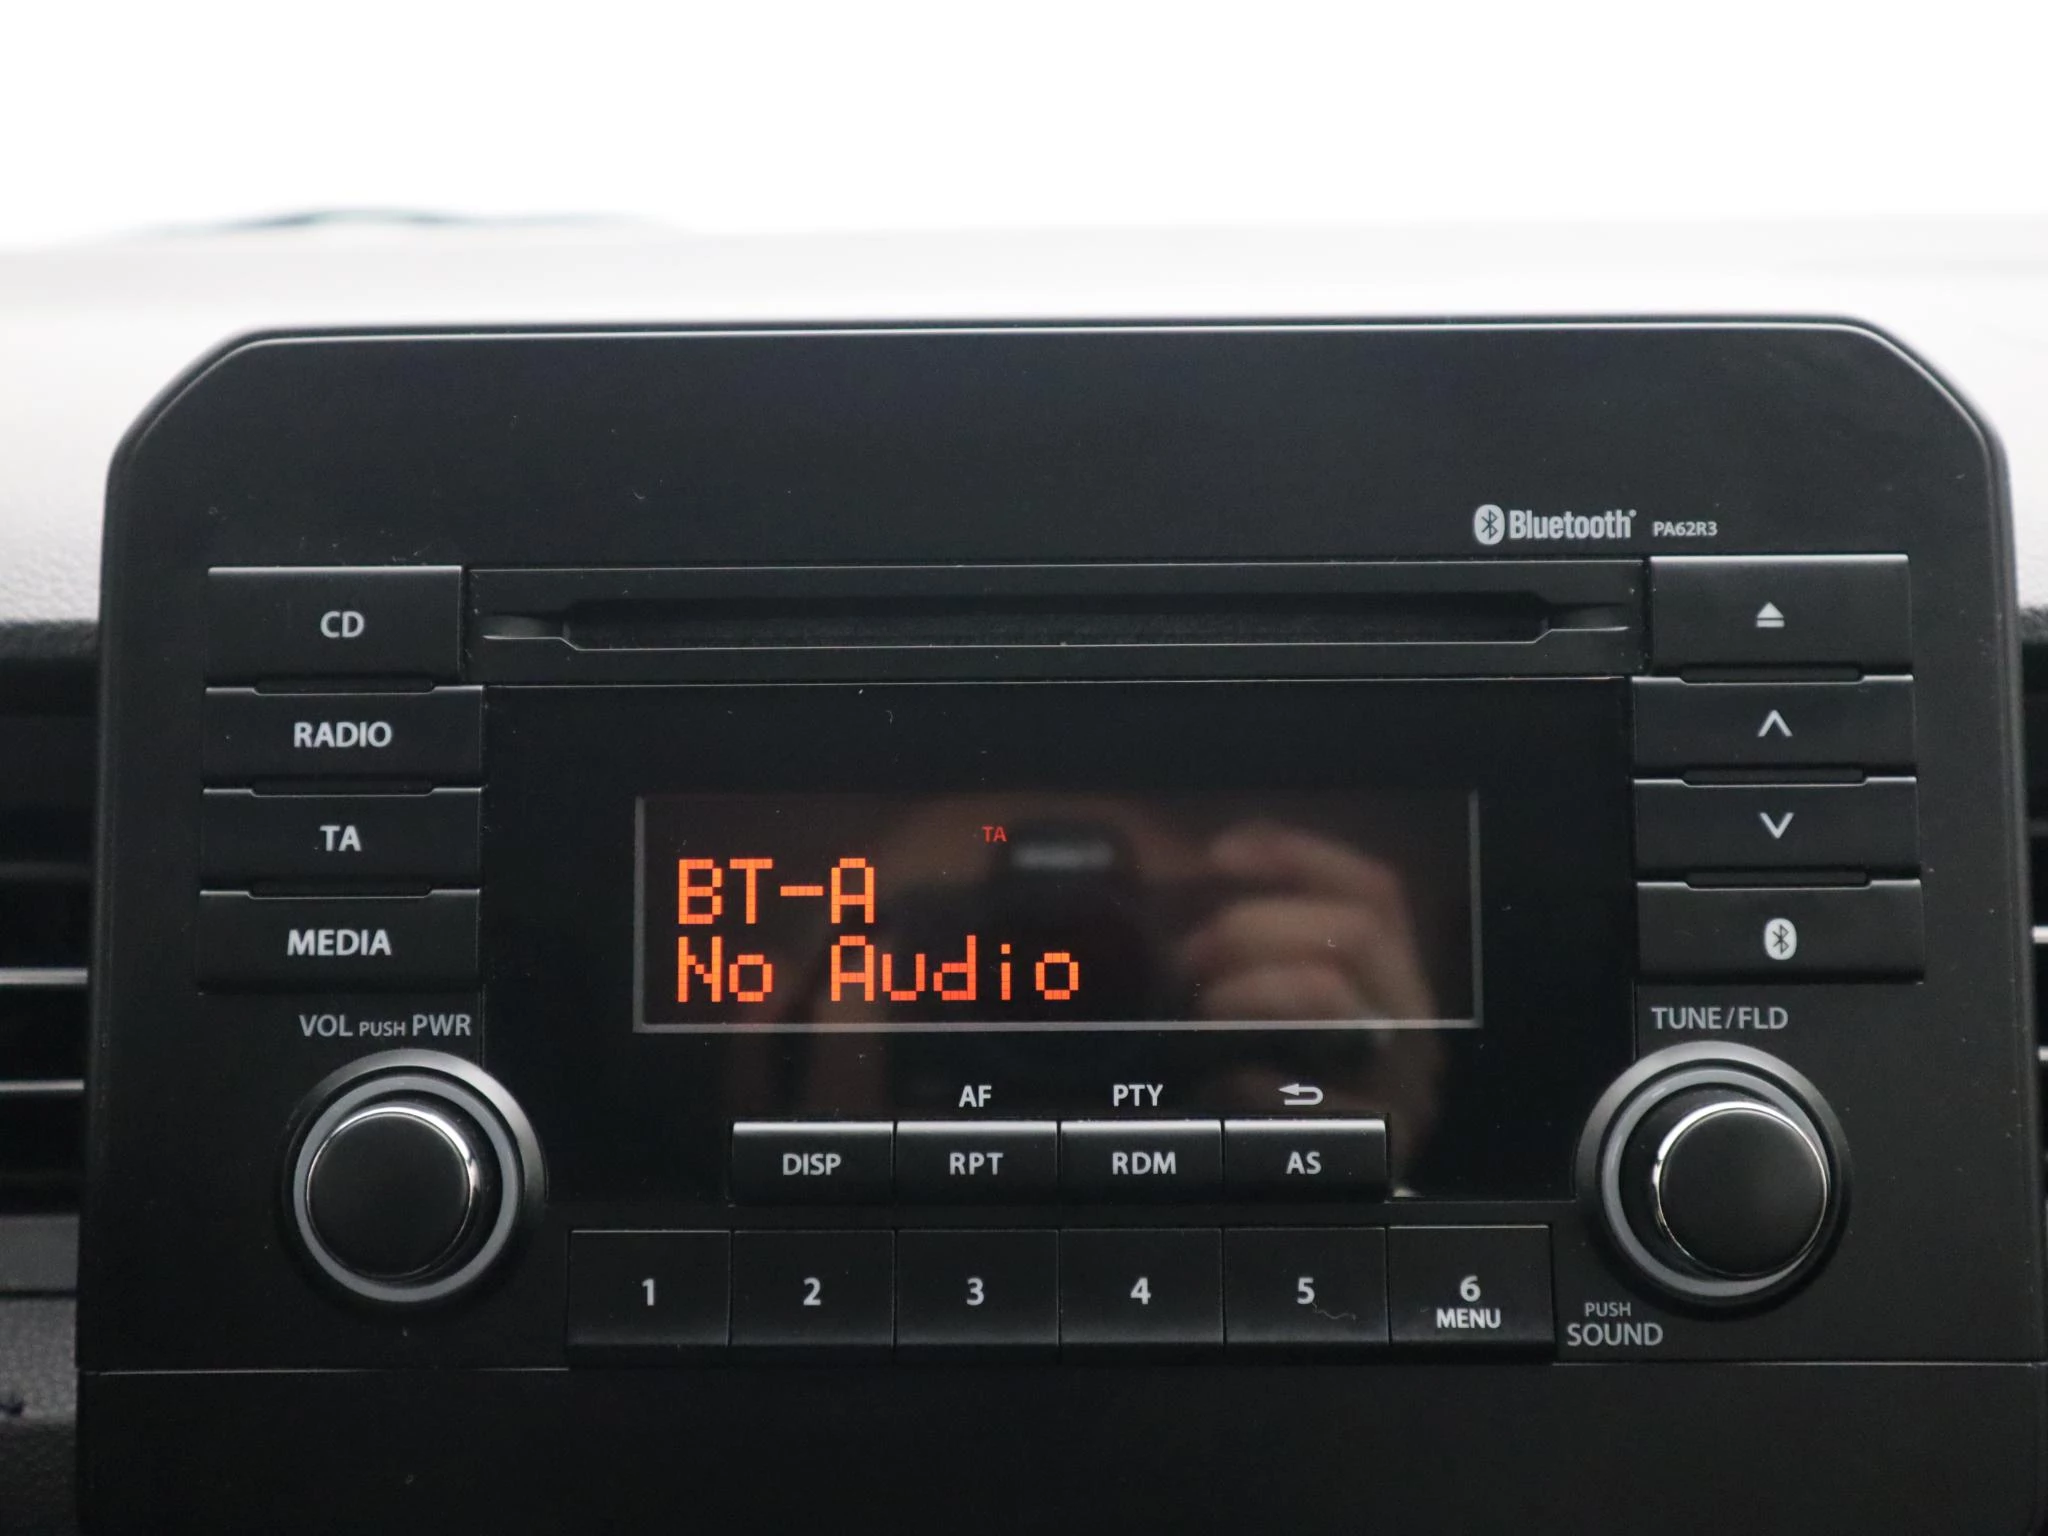 Bluetooth® PA62R3
CD
RADIO
TA
MEDIA
TA
BT-A
No Audio
VOL PUSH PWR
TUNE/FLD
AF PTY
DISP RPT RDM AS
1 2 3 4 5 6
MENU
PUSH
SOUND